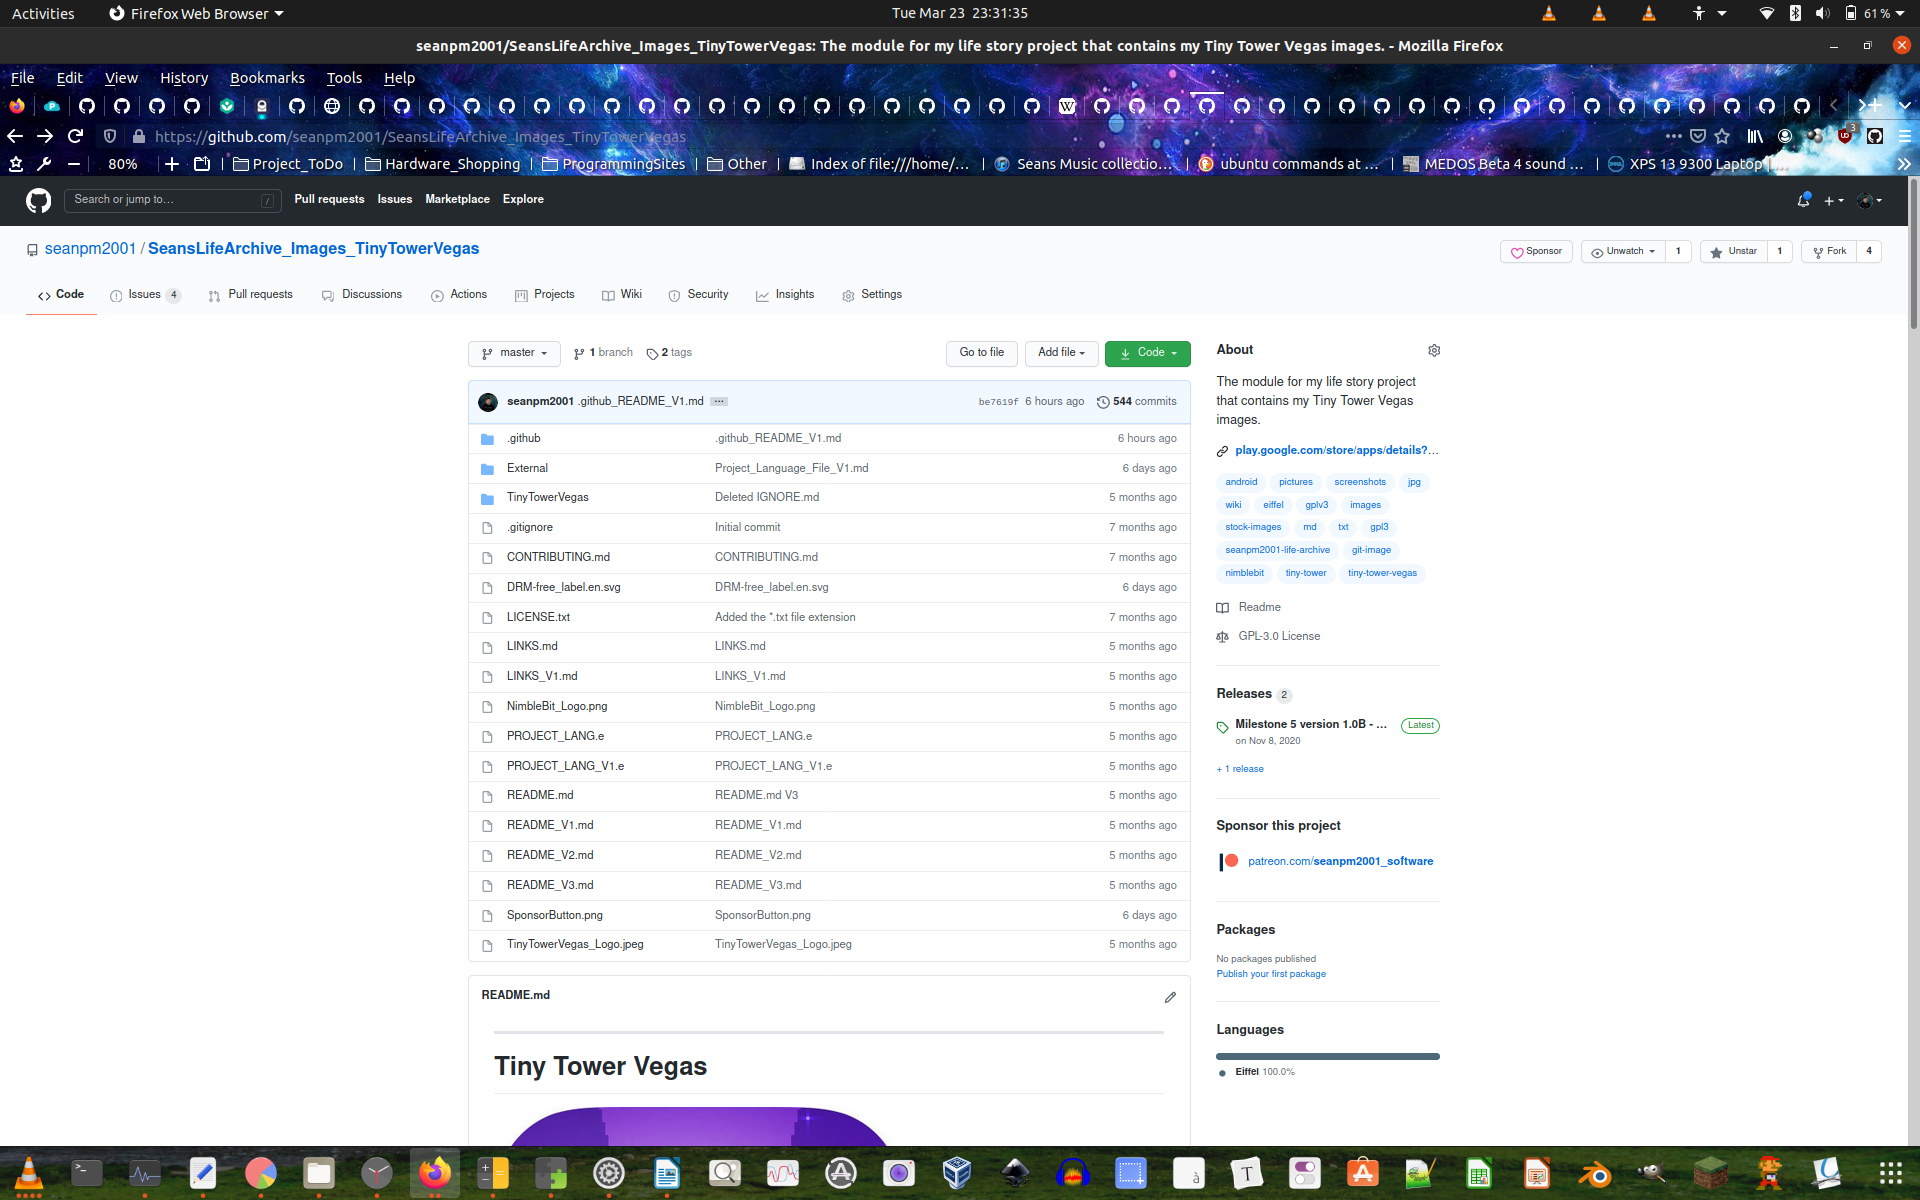 Activities Firefox Web Browser Tue Mar 23 23:31:35 61 %
seanpm2001/SeansLifeArchive_Images_TinyTowerVegas: The module for my life story project that contains my Tiny Tower Vegas images. - Mozilla Firefox
File Edit View History Bookmarks Tools Help
https://github.com/seanpm2001/SeansLifeArchive_Images_TinyTowerVegas 3
80% Project_ToDo Hardware_Shopping ProgrammingSites Other Index of file:///home/… Seans Music collectio… ubuntu commands at … MEDOS Beta 4 sound … XPS 13 9300 Laptop |…
Search or jump to… / Pull requests Issues Marketplace Explore
seanpm2001 / SeansLifeArchive_Images_TinyTowerVegas Sponsor Unwatch 1 Unstar 1 Fork 4
Code Issues 4 Pull requests Discussions Actions Projects Wiki Security Insights Settings
master 1 branch 2 tags Go to file Add file Code
seanpm2001 .github_README_V1.md be7619f 6 hours ago 544 commits
.github .github_README_V1.md 6 hours ago
External Project_Language_File_V1.md 6 days ago
TinyTowerVegas Deleted IGNORE.md 5 months ago
.gitignore Initial commit 7 months ago
CONTRIBUTING.md CONTRIBUTING.md 7 months ago
DRM-free_label.en.svg DRM-free_label.en.svg 6 days ago
LICENSE.txt Added the *.txt file extension 7 months ago
LINKS.md LINKS.md 5 months ago
LINKS_V1.md LINKS_V1.md 5 months ago
NimbleBit_Logo.png NimbleBit_Logo.png 5 months ago
PROJECT_LANG.e PROJECT_LANG.e 5 months ago
PROJECT_LANG_V1.e PROJECT_LANG_V1.e 5 months ago
README.md README.md V3 5 months ago
README_V1.md README_V1.md 5 months ago
README_V2.md README_V2.md 5 months ago
README_V3.md README_V3.md 5 months ago
SponsorButton.png SponsorButton.png 6 days ago
TinyTowerVegas_Logo.jpeg TinyTowerVegas_Logo.jpeg 5 months ago
README.md
Tiny Tower Vegas
About
The module for my life story project
that contains my Tiny Tower Vegas
images.
play.google.com/store/apps/details?…
android pictures screenshots jpg
wiki eiffel gplv3 images
stock-images md txt gpl3
seanpm2001-life-archive git-image
nimblebit tiny-tower tiny-tower-vegas
Readme
GPL-3.0 License
Releases 2
Milestone 5 version 1.0B - … Latest
on Nov 8, 2020
+ 1 release
Sponsor this project
patreon.com/seanpm2001_software
Packages
No packages published
Publish your first package
Languages
Eiffel 100.0%